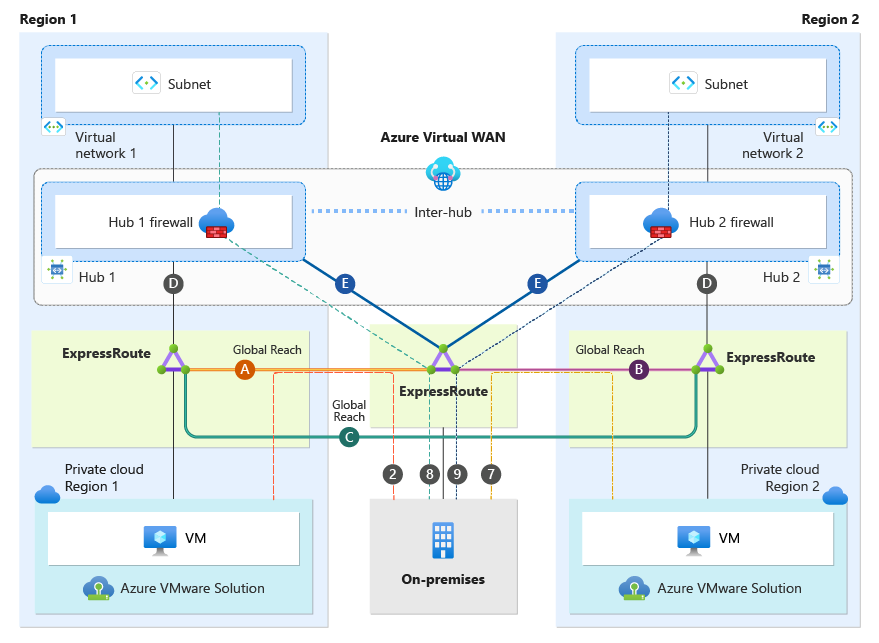 Region 1
Region 2
Subnet
Subnet
Virtual
network 1
Azure Virtual WAN
Virtual
network 2
Hub 1 firewall
Inter-hub
Hub 2 firewall
Hub 1
Hub 2
D
E
E
D
ExpressRoute
Global Reach
Global Reach
ExpressRoute
A
B
ExpressRoute
Global
Reach
C
Private cloud
Region 1
2
8
9
7
Private cloud
Region 2
VM
VM
On-premises
Azure VMware Solution
Azure VMware Solution